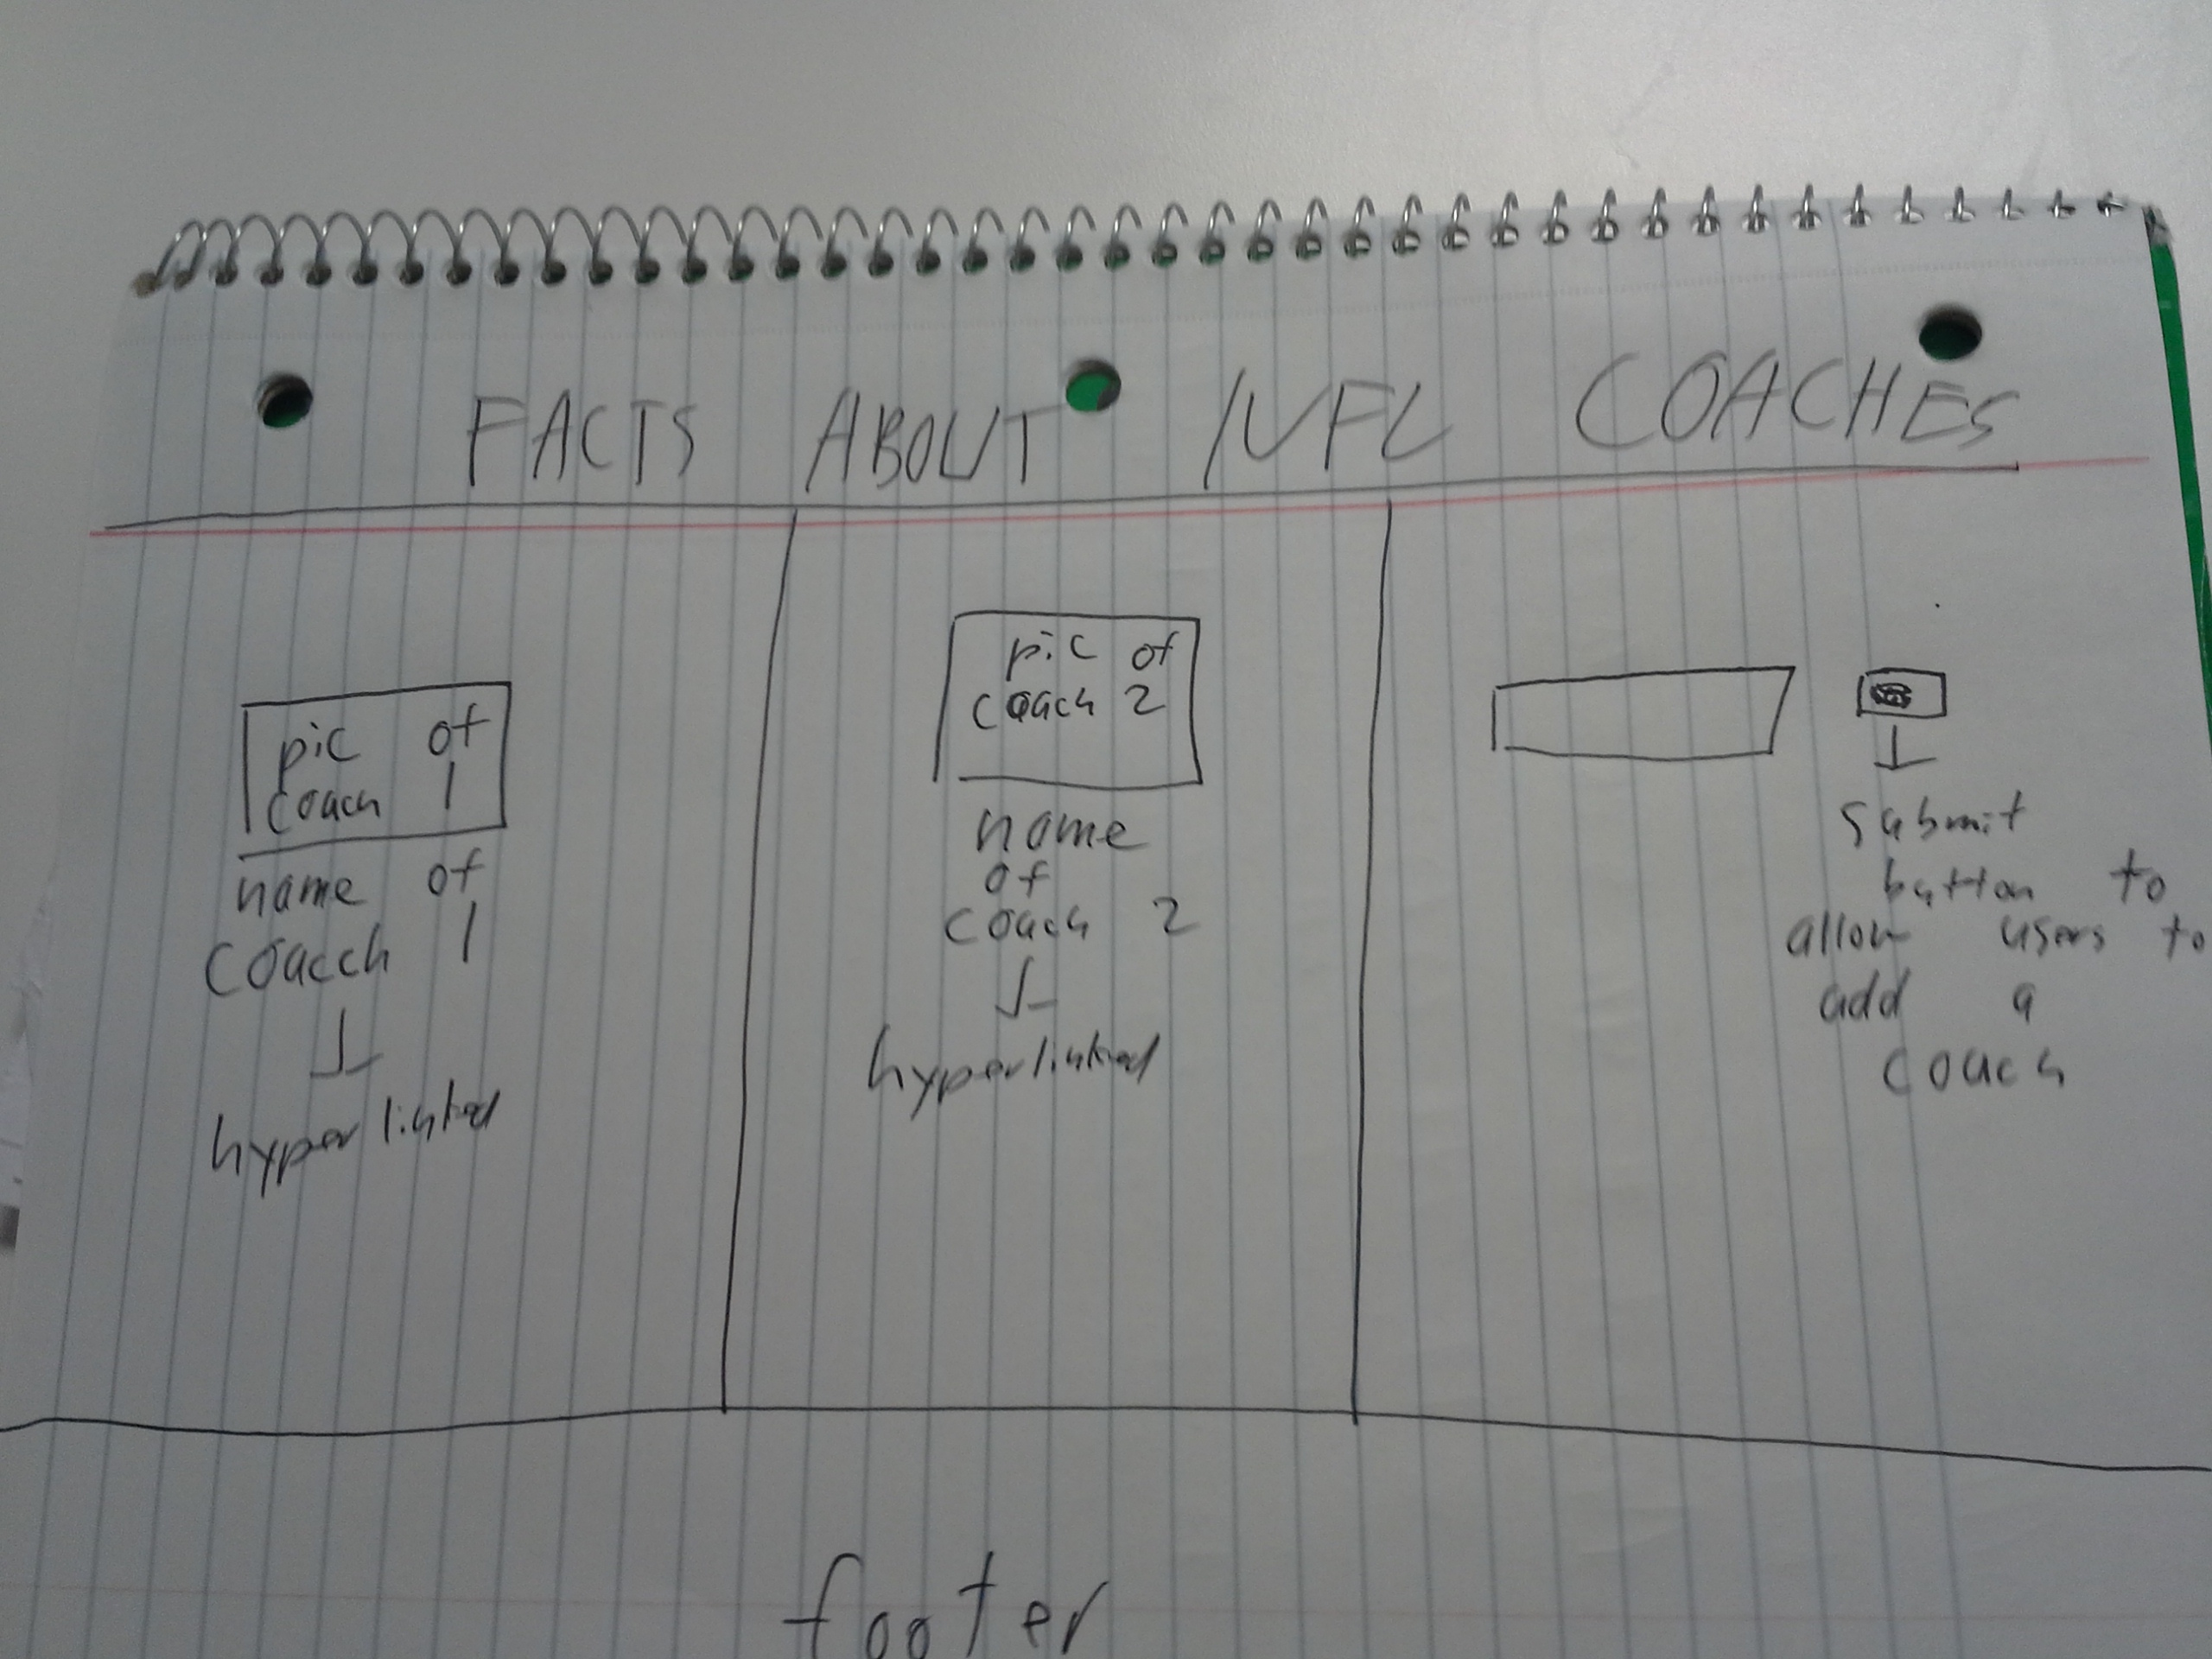 FACTS ABOUT NFL COACHES
pic of
coach 1
name of
coacch 1
hyperlinked
pic of
coach 2
name
of
coach 2
hyperlinked
submit
button to
allow users to
add a
coach
footer